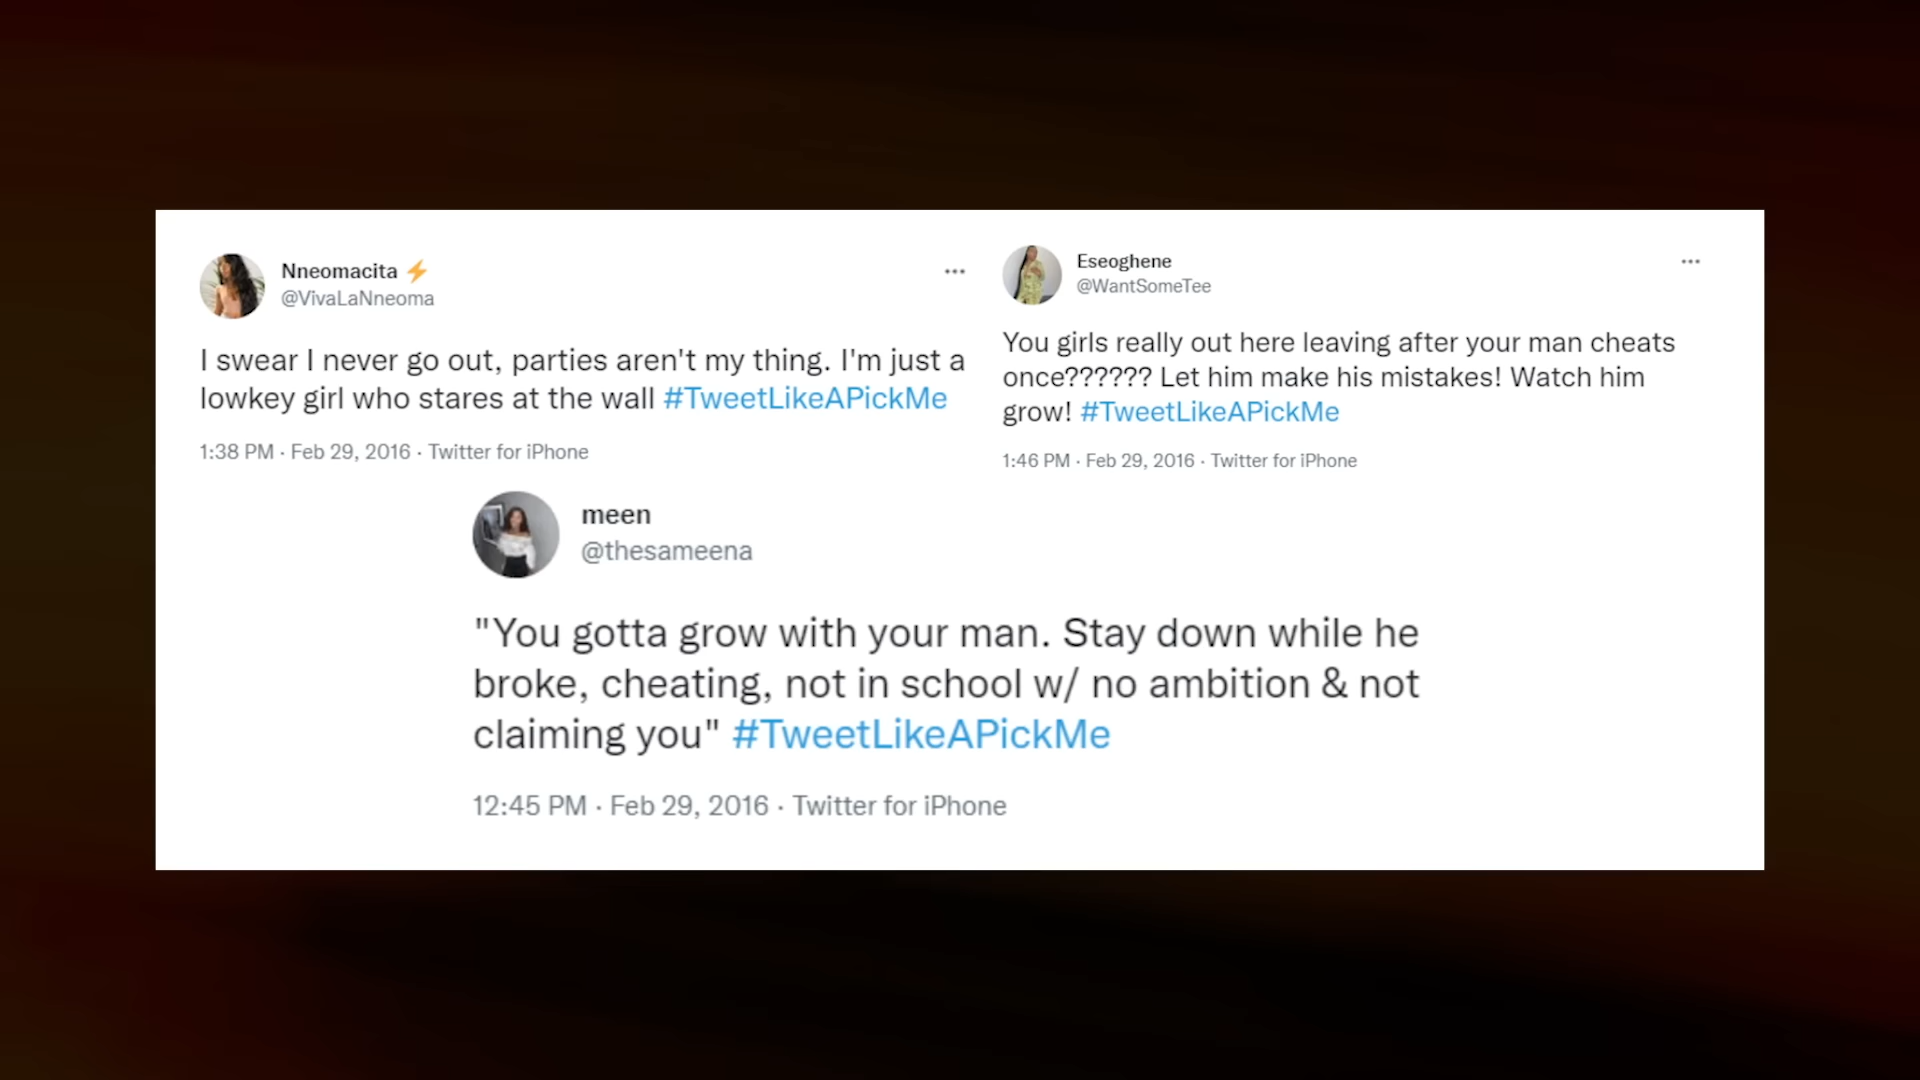 Nneomacita ⚡
@VivaLaNneoma
I swear I never go out, parties aren't my thing. I'm just a
lowkey girl who stares at the wall #TweetLikeAPickMe
1:38 PM · Feb 29, 2016 · Twitter for iPhone
Eseoghene
@WantSomeTee
You girls really out here leaving after your man cheats
once?????? Let him make his mistakes! Watch him
grow! #TweetLikeAPickMe
1:46 PM · Feb 29, 2016 · Twitter for iPhone
meen
@thesameena
"You gotta grow with your man. Stay down while he
broke, cheating, not in school w/ no ambition & not
claiming you" #TweetLikeAPickMe
12:45 PM · Feb 29, 2016 · Twitter for iPhone